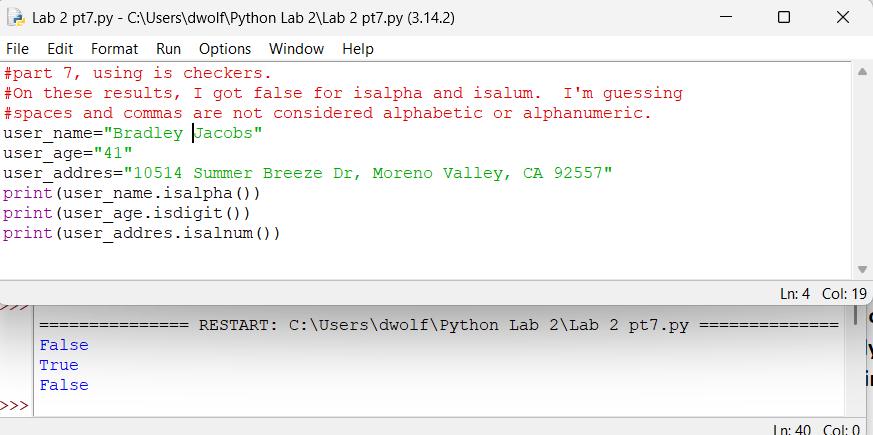 Lab 2 pt7.py - C:\Users\dwolf\Python Lab 2\Lab 2 pt7.py (3.14.2)
File Edit Format Run Options Window Help
#part 7, using is checkers.
#On these results, I got false for isalpha and isalum.  I'm guessing
#spaces and commas are not considered alphabetic or alphanumeric.
user_name="Bradley Jacobs"
user_age="41"
user_addres="10514 Summer Breeze Dr, Moreno Valley, CA 92557"
print(user_name.isalpha())
print(user_age.isdigit())
print(user_addres.isalnum())
Ln: 4 Col: 19
>>>
=============== RESTART: C:\Users\dwolf\Python Lab 2\Lab 2 pt7.py ==============
False
True
False
>>>
Ln: 40 Col: 0